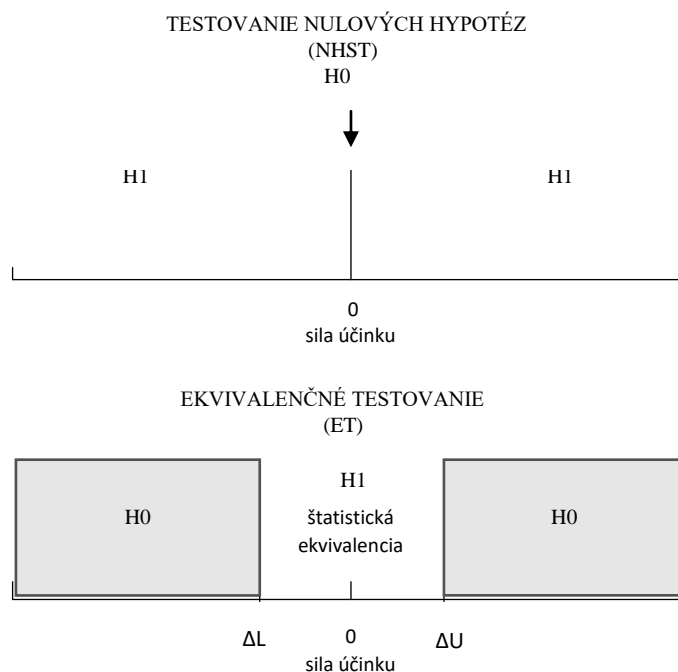 TESTOVANIE NULOVÝCH HYPOTÉZ
(NHST)
H0
H1 H1
0
sila účinku
EKVIVALENČNÉ TESTOVANIE
(ET)
H1
H0 štatistická H0
ekvivalencia
ΔL 0 ΔU
sila účinku